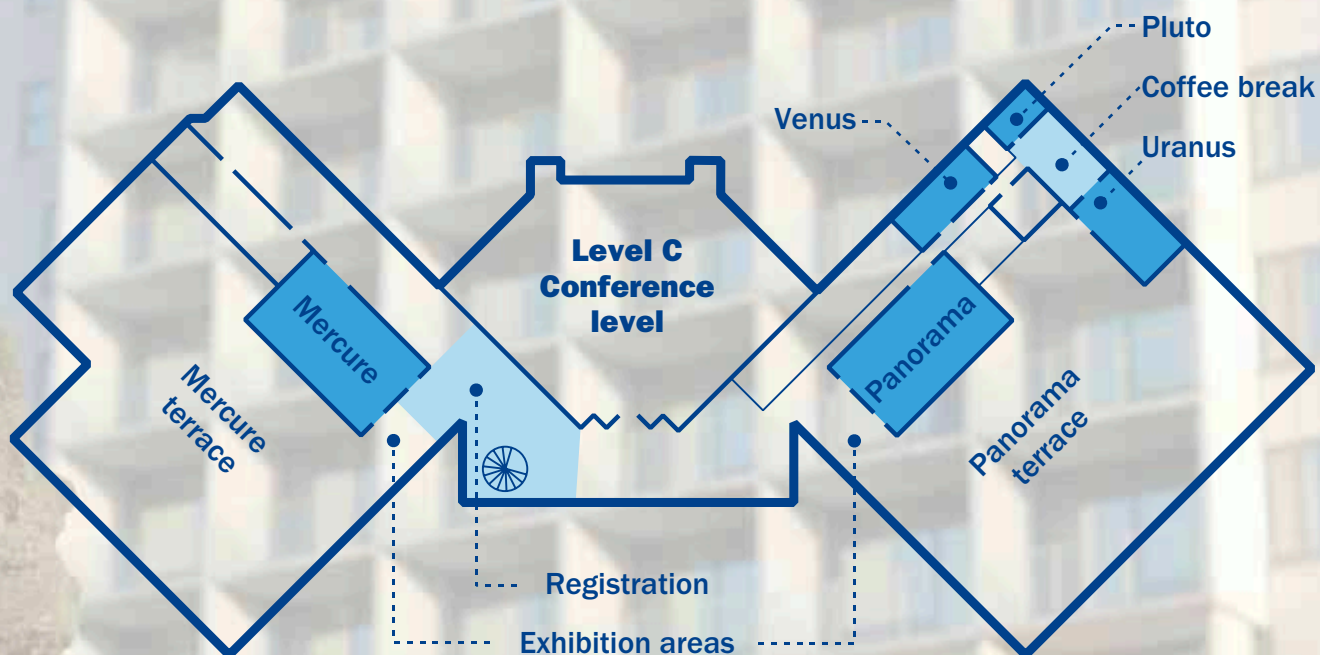 Pluto
Coffee break
Venus
Uranus
Level C
Conference
level
Mercure
Panorama
Mercure
terrace
Panorama
terrace
Registration
Exhibition areas